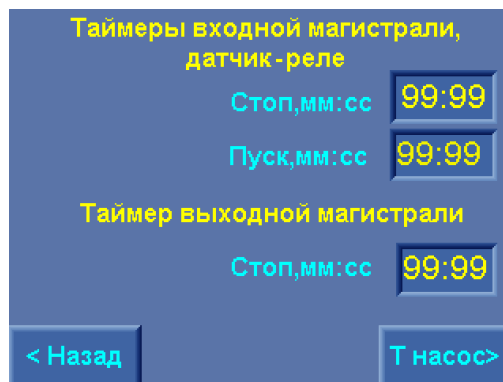 Таймеры входной магистрали,
датчик-реле
Стоп,мм:сс 99:99
Пуск,мм:сс 99:99
Таймер выходной магистрали
Стоп,мм:сс 99:99
< Назад Т насос>